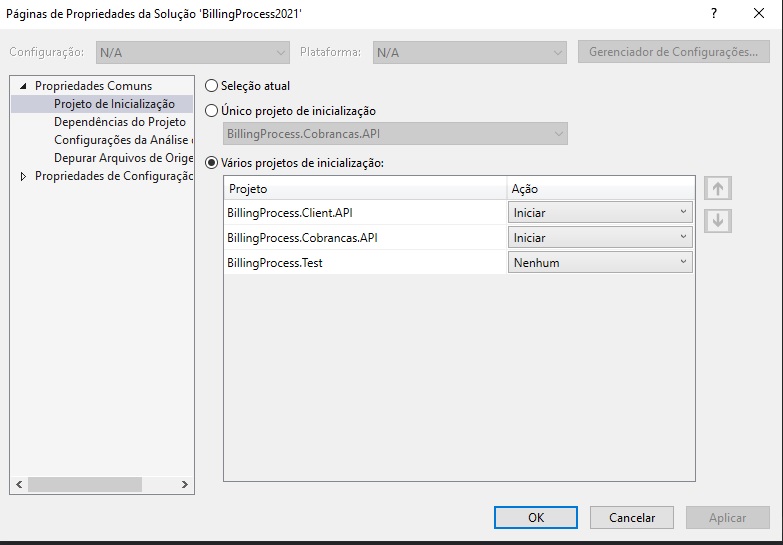 Páginas de Propriedades da Solução 'BillingProcess2021'
?
Configuração: N/A Plataforma: N/A Gerenciador de Configurações...
Propriedades Comuns
Projeto de Inicialização
Dependências do Projeto
Configurações da Análise
Depurar Arquivos de Orige
Propriedades de Configuraçã
Seleção atual
Único projeto de inicialização
BillingProcess.Cobrancas.API
Vários projetos de inicialização:
Projeto Ação
BillingProcess.Client.API Iniciar
BillingProcess.Cobrancas.API Iniciar
BillingProcess.Test Nenhum
OK Cancelar Aplicar